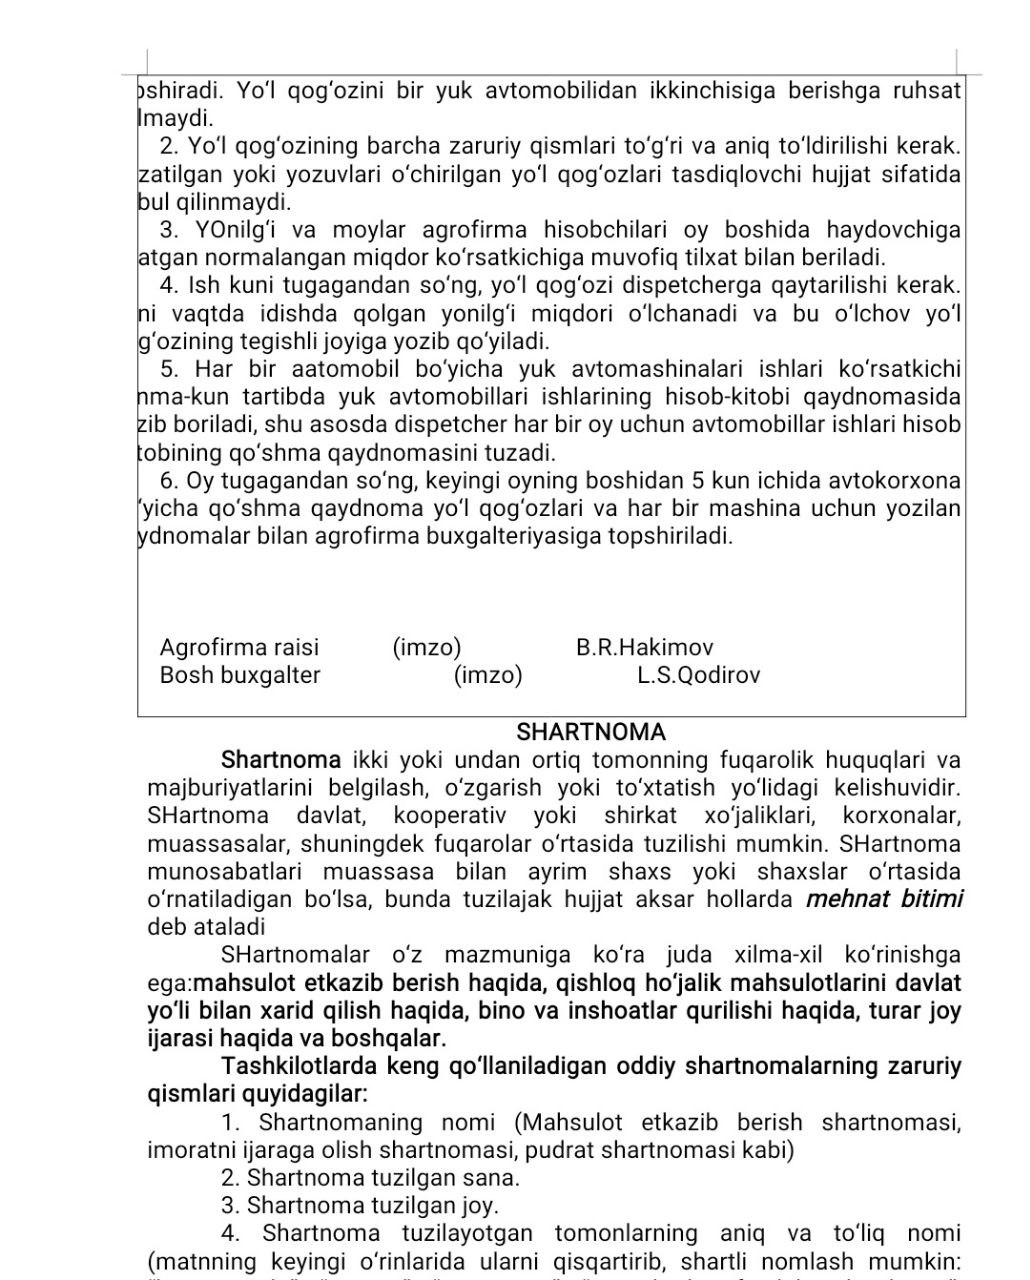 oshiradi. Yo‘l qog‘ozini bir yuk avtomobilidan ikkinchisiga berishga ruhsat
lmaydi.
2. Yo‘l qog‘ozining barcha zaruriy qismlari to‘g‘ri va aniq to‘ldirilishi kerak.
zatilgan yoki yozuvlari o‘chirilgan yo‘l qog‘ozlari tasdiqlovchi hujjat sifatida
bul qilinmaydi.
3. YOnilg‘i va moylar agrofirma hisobchilari oy boshida haydovchiga
atgan normalangan miqdor ko‘rsatkichiga muvofiq tilxat bilan beriladi.
4. Ish kuni tugagandan so‘ng, yo‘l qog‘ozi dispetcherga qaytarilishi kerak.
ni vaqtda idishda qolgan yonilg‘i miqdori o‘lchanadi va bu o‘lchov yo‘l
g‘ozining tegishli joyiga yozib qo‘yiladi.
5. Har bir aatomobil bo‘yicha yuk avtomashinalari ishlari ko‘rsatkichi
nma-kun tartibda yuk avtomobillari ishlarining hisob-kitobi qaydnomasida
zib boriladi, shu asosda dispetcher har bir oy uchun avtomobillar ishlari hisob
tobining qo‘shma qaydnomasini tuzadi.
6. Oy tugagandan so‘ng, keyingi oyning boshidan 5 kun ichida avtokorxona
‘yicha qo‘shma qaydnoma yo‘l qog‘ozlari va har bir mashina uchun yozilan
ydnomalar bilan agrofirma buxgalteriyasiga topshiriladi.
Agrofirma raisi (imzo) B.R.Hakimov
Bosh buxgalter (imzo) L.S.Qodirov
SHARTNOMA
Shartnoma ikki yoki undan ortiq tomonning fuqarolik huquqlari va
majburiyatlarini belgilash, o‘zgarish yoki to‘xtatish yo‘lidagi kelishuvidir.
SHartnoma davlat, kooperativ yoki shirkat xo‘jaliklari, korxonalar,
muassasalar, shuningdek fuqarolar o‘rtasida tuzilishi mumkin. SHartnoma
munosabatlari muassasa bilan ayrim shaxs yoki shaxslar o‘rtasida
o‘rnatiladigan bo‘lsa, bunda tuzilajak hujjat aksar hollarda mehnat bitimi
deb ataladi
SHartnomalar o‘z mazmuniga ko‘ra juda xilma-xil ko‘rinishga
ega:mahsulot etkazib berish haqida, qishloq ho‘jalik mahsulotlarini davlat
yo‘li bilan xarid qilish haqida, bino va inshoatlar qurilishi haqida, turar joy
ijarasi haqida va boshqalar.
Tashkilotlarda keng qo‘llaniladigan oddiy shartnomalarning zaruriy
qismlari quyidagilar:
1. Shartnomaning nomi (Mahsulot etkazib berish shartnomasi,
imoratni ijaraga olish shartnomasi, pudrat shartnomasi kabi)
2. Shartnoma tuzilgan sana.
3. Shartnoma tuzilgan joy.
4. Shartnoma tuzilayotgan tomonlarning aniq va to‘liq nomi
(matnning keyingi o‘rinlarida ularni qisqartirib, shartli nomlash mumkin: